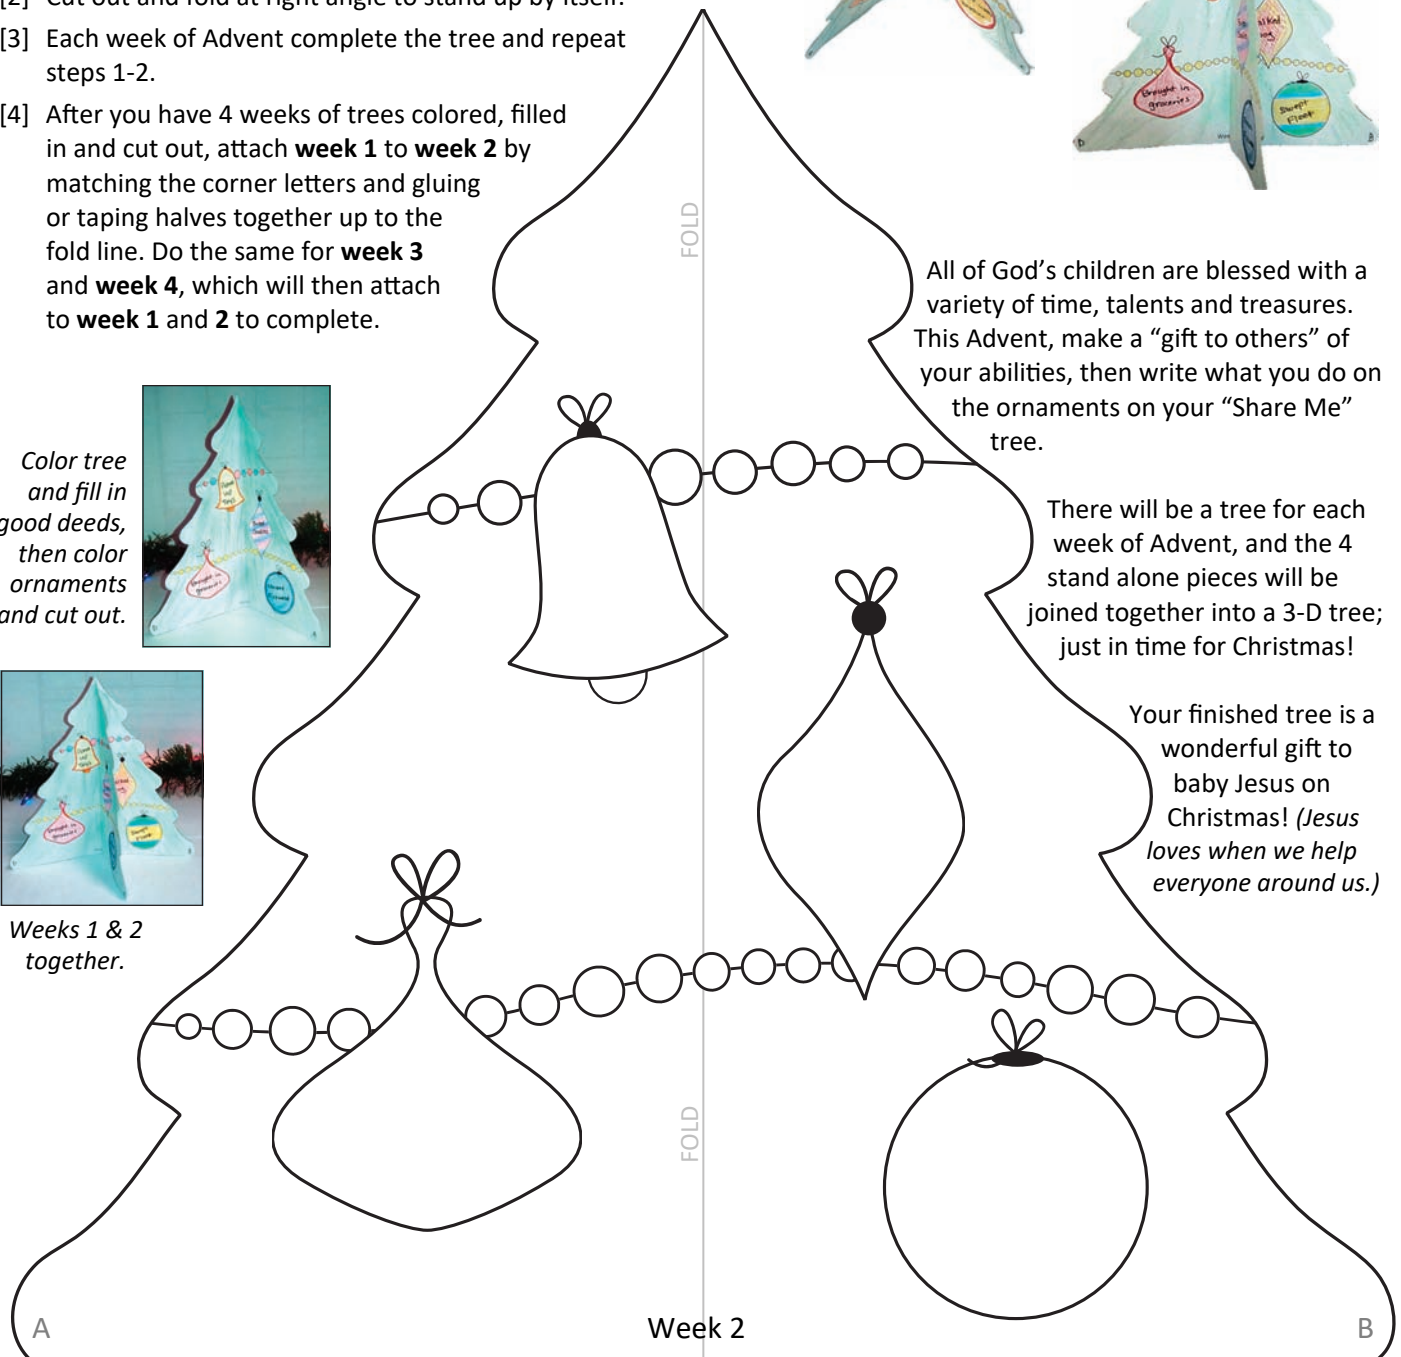 [2] Cut out and fold at right angle to stand up by itself.
[3] Each week of Advent complete the tree and repeat
steps 1-2.
[4] After you have 4 weeks of trees colored, filled
in and cut out, attach week 1 to week 2 by
matching the corner letters and gluing
or taping halves together up to the
fold line. Do the same for week 3
and week 4, which will then attach
to week 1 and 2 to complete.
Brought in
groceries
Swept
Floor
FOLD
All of God’s children are blessed with a
variety of time, talents and treasures.
This Advent, make a “gift to others” of
your abilities, then write what you do on
the ornaments on your “Share Me”
tree.
Color tree
and fill in
good deeds,
then color
ornaments
and cut out.
There will be a tree for each
week of Advent, and the 4
stand alone pieces will be
joined together into a 3-D tree;
just in time for Christmas!
Your finished tree is a
wonderful gift to
baby Jesus on
Christmas! (Jesus
loves when we help
everyone around us.)
Weeks 1 & 2
together.
FOLD
A
Week 2
B